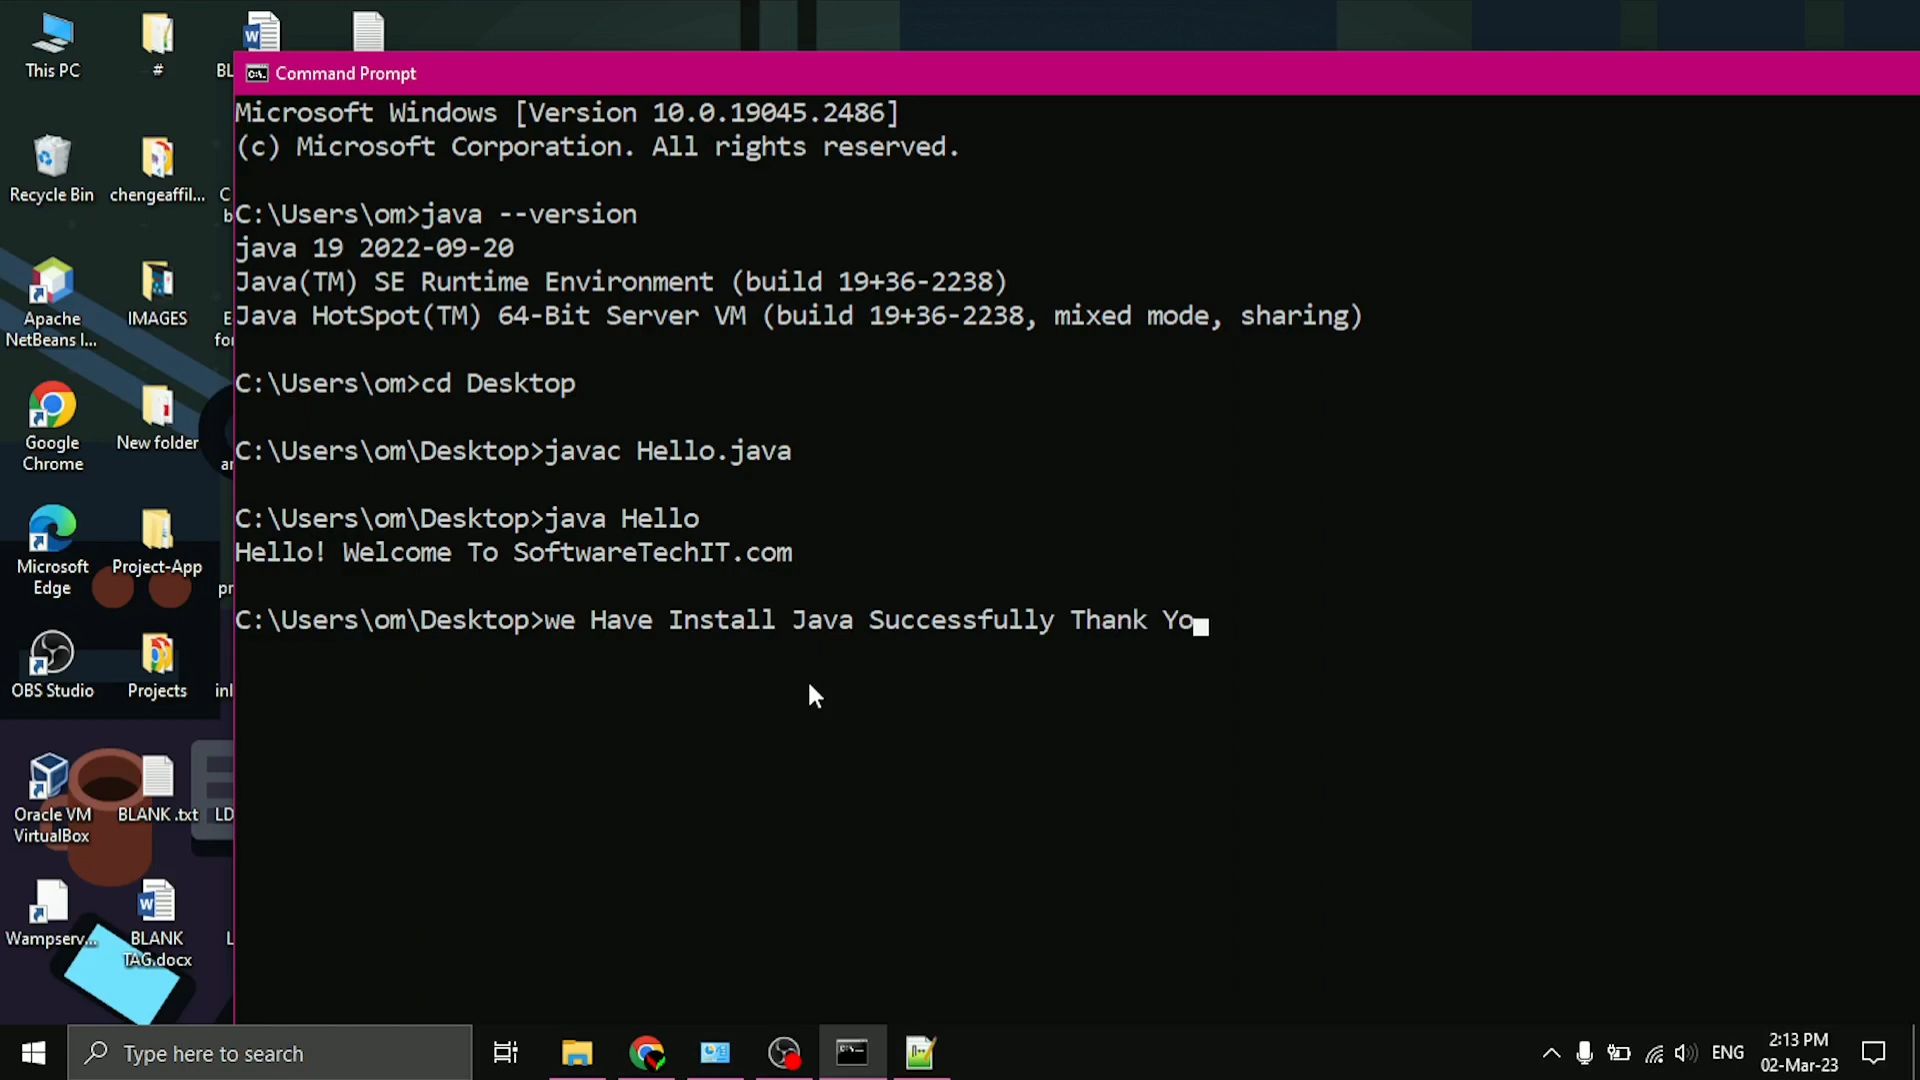 This PC
#
BL
Command Prompt
Microsoft Windows [Version 10.0.19045.2486]
(c) Microsoft Corporation. All rights reserved.
Recycle Bin
chengeaffil...
C
b
C:\Users\om>java --version
java 19 2022-09-20
Java(TM) SE Runtime Environment (build 19+36-2238)
Java HotSpot(TM) 64-Bit Server VM (build 19+36-2238, mixed mode, sharing)
Apache
NetBeans I...
IMAGES
E
for
C:\Users\om>cd Desktop
Google
Chrome
New folder
ar
C:\Users\om\Desktop>javac Hello.java
C:\Users\om\Desktop>java Hello
Hello! Welcome To SoftwareTechIT.com
Microsoft
Edge
Project-App
pr
C:\Users\om\Desktop>we Have Install Java Successfully Thank Yo
OBS Studio
Projects
inl
Oracle VM
VirtualBox
BLANK .txt
LD
Wampserv...
BLANK
TAG.docx
L
Type here to search
ENG
2:13 PM
02-Mar-23